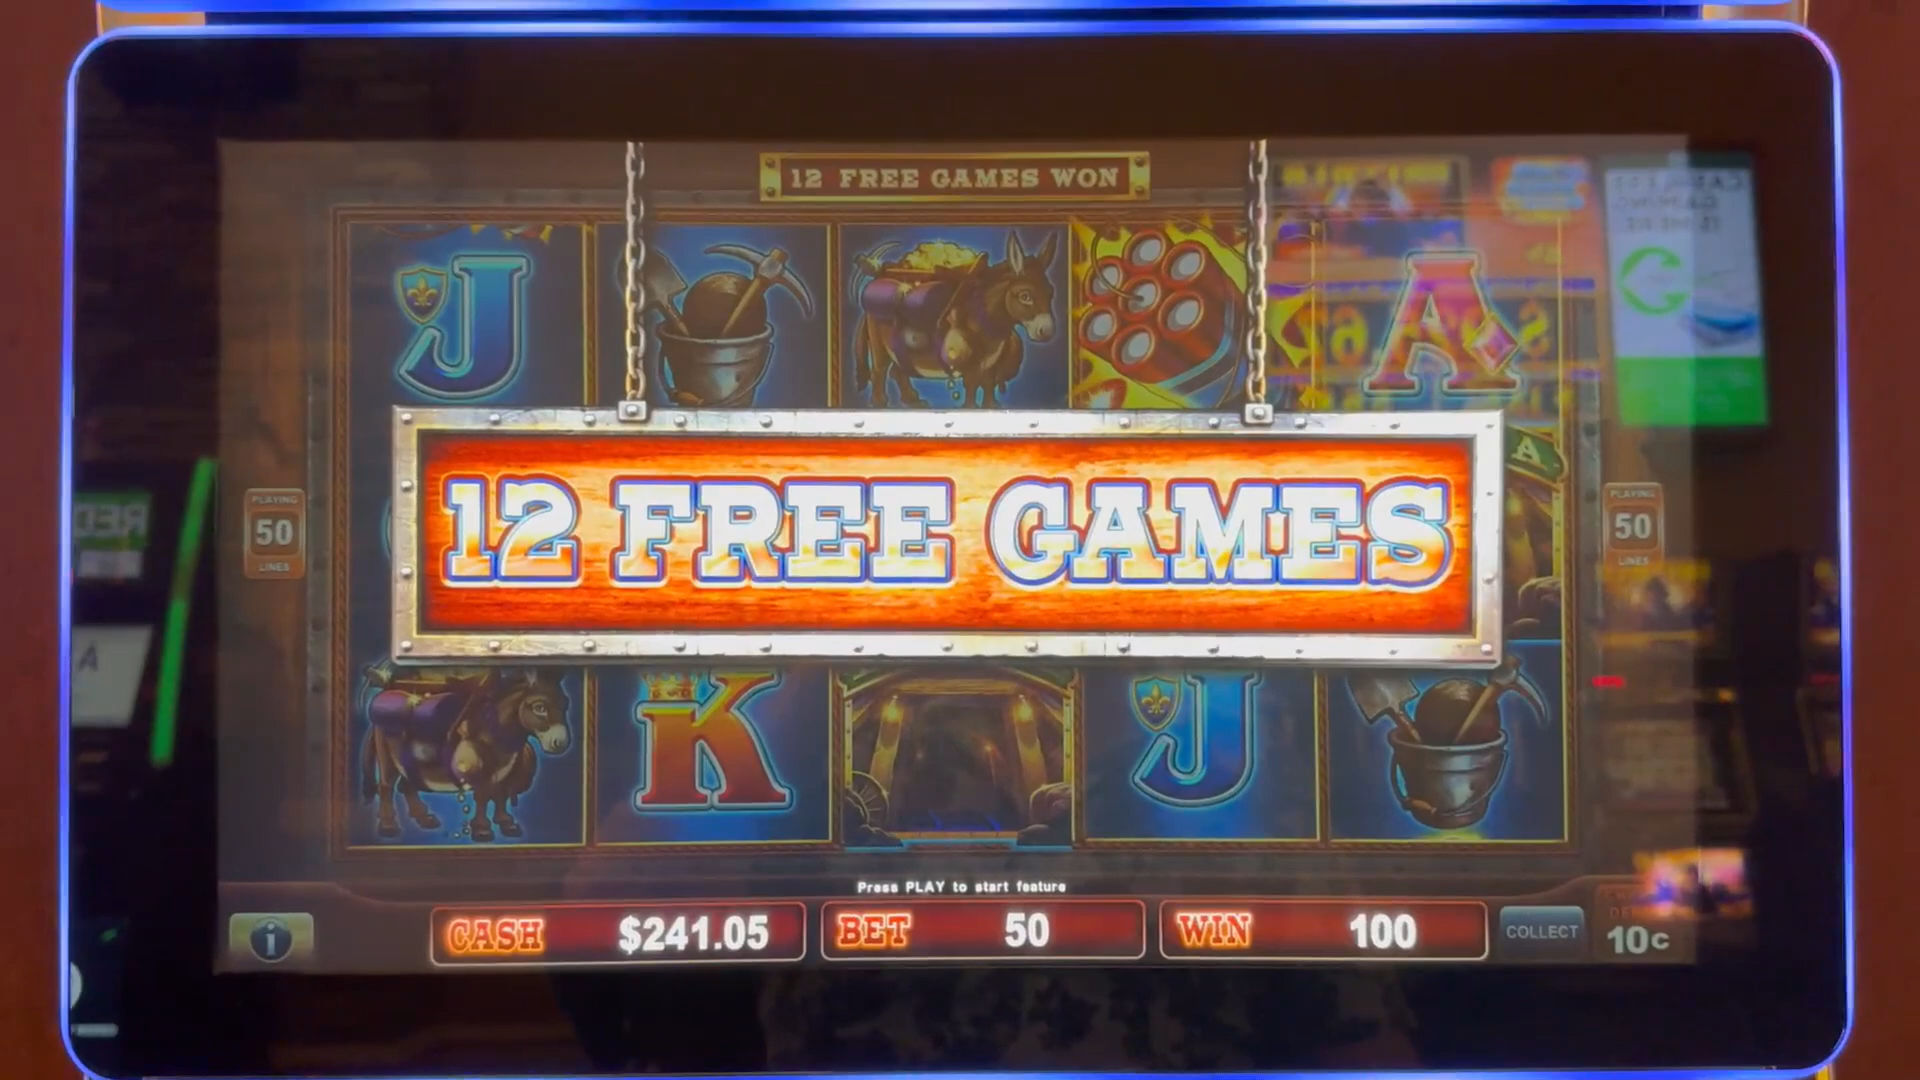 12 FREE GAMES WON
J
A
PLAYING
50
LINES
12 FREE GAMES
A
PLAYING
50
LINES
K
J
Press PLAY to start feature
i
CASH $241.05
BET 50
WIN 100
COLLECT
10c
RED
A